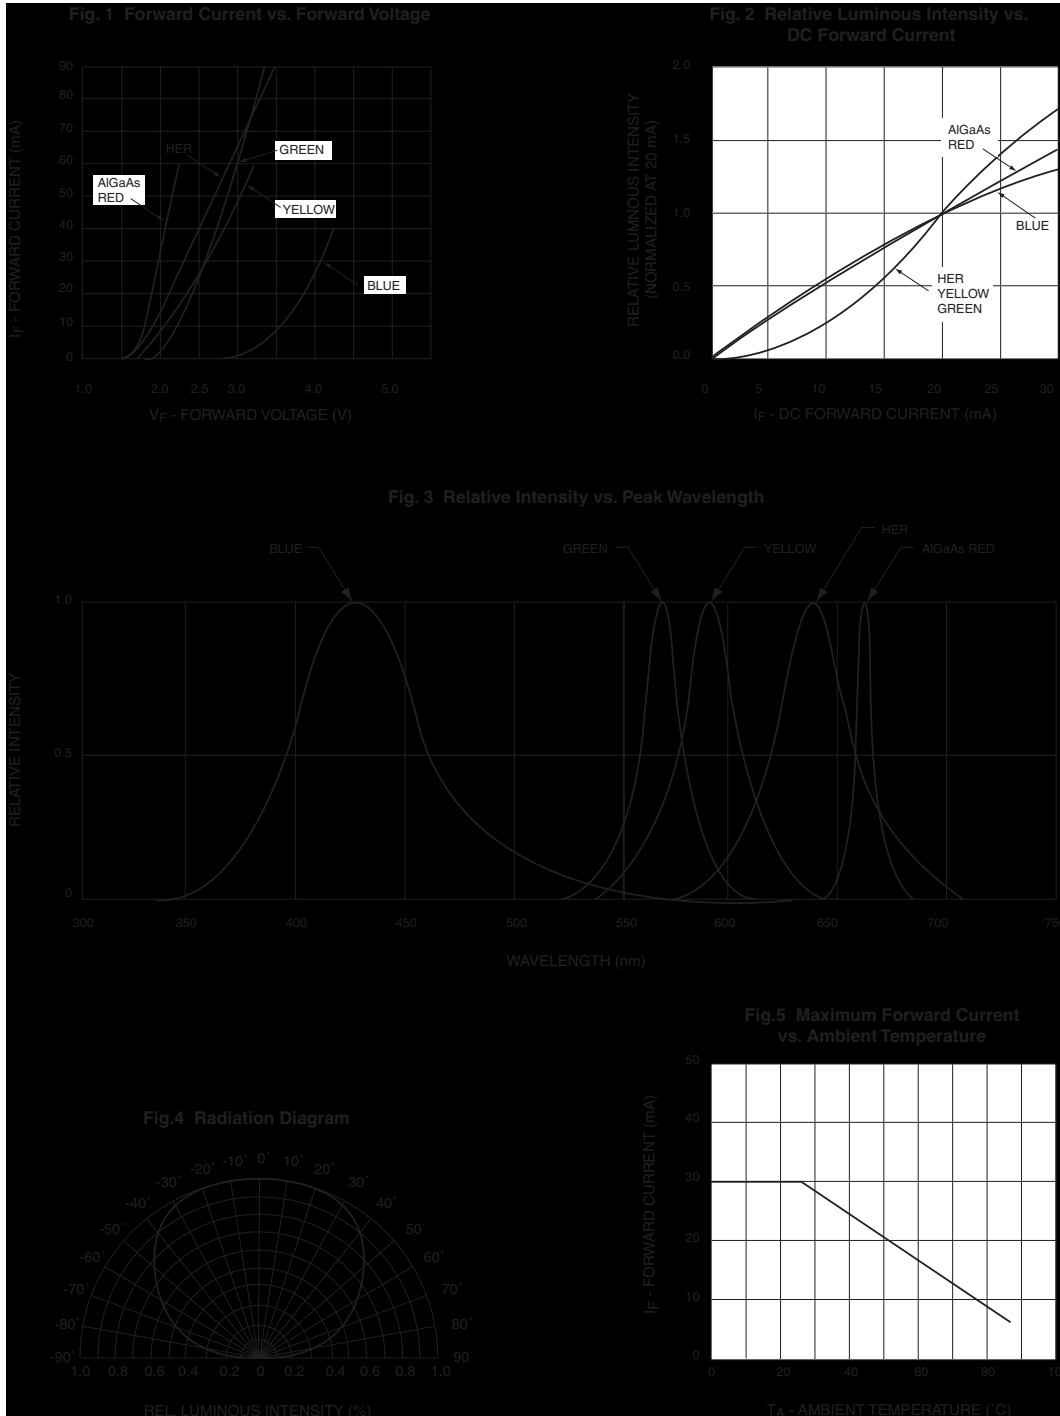 Fig. 1 Forward Current vs. Forward Voltage
IF - FORWARD CURRENT (mA)
90
80
70
60
50
40
30
20
10
0
HER
GREEN
AlGaAs
RED
YELLOW
BLUE
1.0 2.0 2.5 3.0 4.0 5.0
VF - FORWARD VOLTAGE (V)
Fig. 2 Relative Luminous Intensity vs.
DC Forward Current
RELATIVE LUMNOUS INTENSITY
(NORMALIZED AT 20 mA)
2.0
1.5
1.0
0.5
0.0
AlGaAs
RED
BLUE
HER
YELLOW
GREEN
0 5 10 15 20 25 30
IF - DC FORWARD CURRENT (mA)
Fig. 3 Relative Intensity vs. Peak Wavelength
BLUE
GREEN
YELLOW
HER
AlGaAs RED
RELATIVE INTENSITY
1.0
0.5
0
300 350 400 450 500 550 600 650 700 75
WAVELENGTH (nm)
Fig.4 Radiation Diagram
-90˚ -80˚ -70˚ -60˚ -50˚ -40˚ -30˚ -20˚ -10˚ 0˚ 10˚ 20˚ 30˚ 40˚ 50˚ 60˚ 70˚ 80˚ 90˚
1.0 0.8 0.6 0.4 0.2 0 0.2 0.4 0.6 0.8 1.0
REL. LUMINOUS INTENSITY (%)
Fig.5 Maximum Forward Current
vs. Ambient Temperature
IF - FORWARD CURRENT (mA)
50
40
30
20
10
0
0 20 40 60 80 10
TA - AMBIENT TEMPERATURE (˚C)